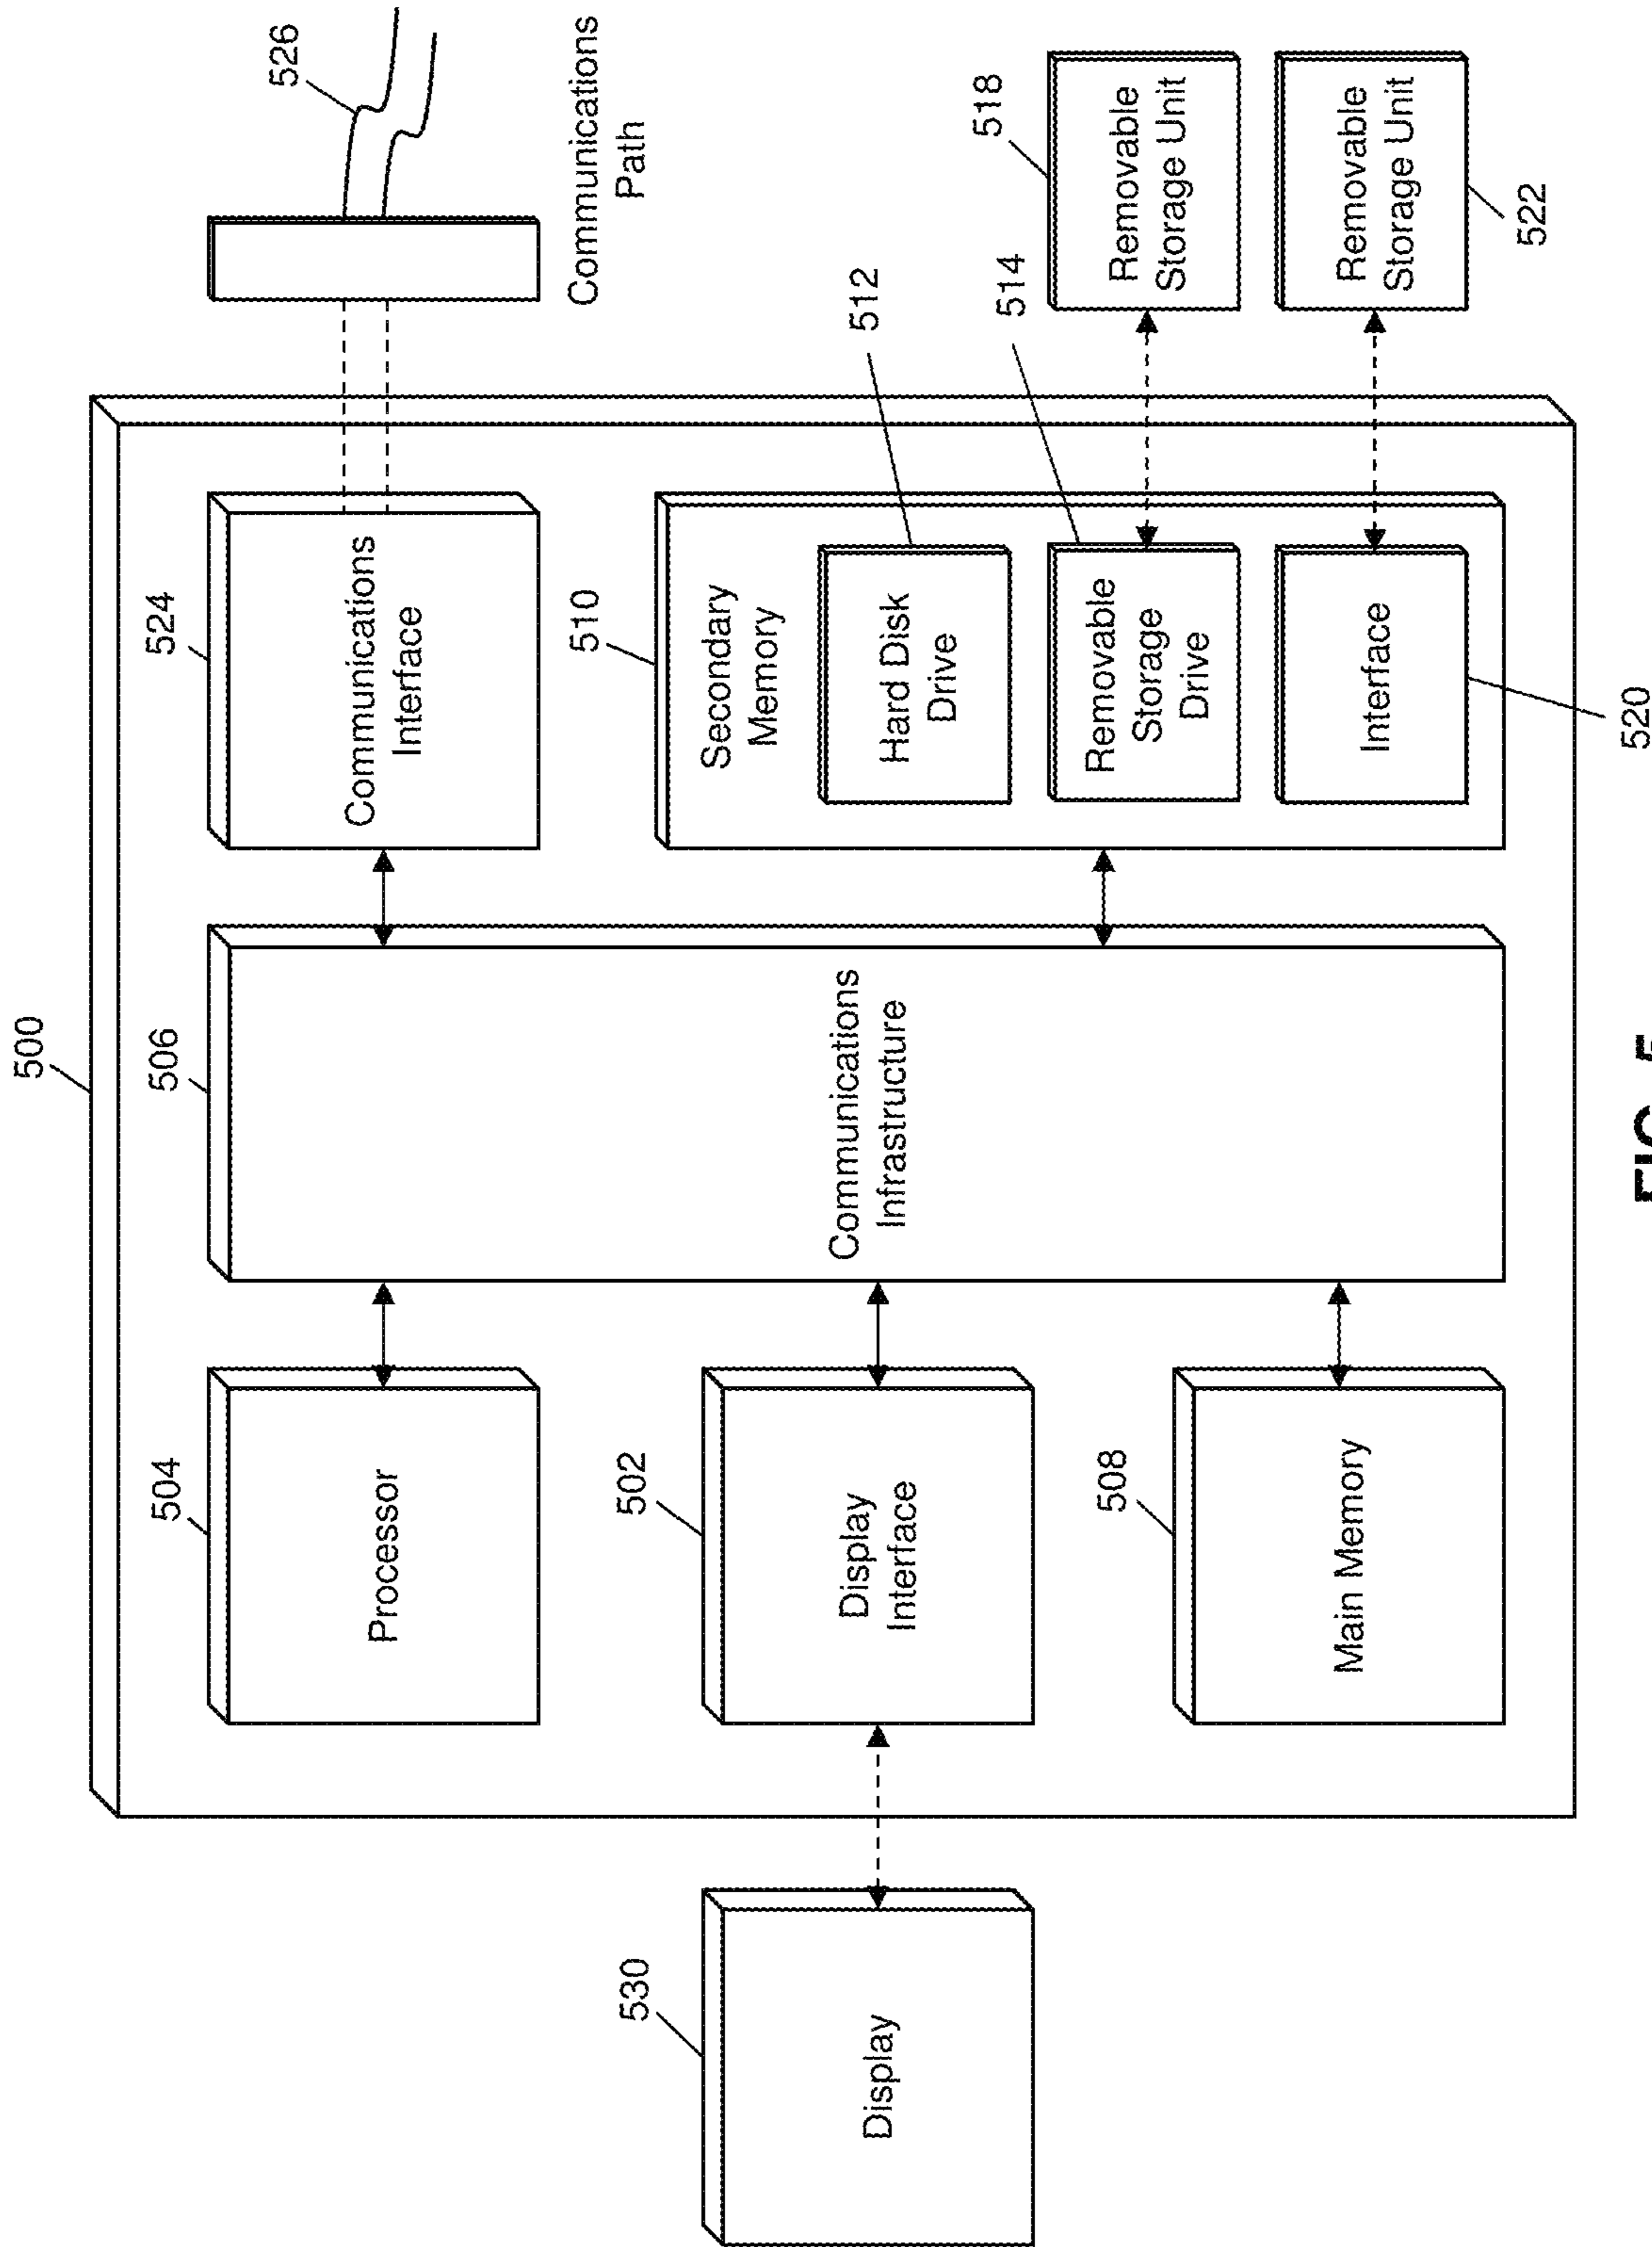 500
504
506
524
526
Processor
Communications
Interface
Communications
Path
530
502
510
Display
Display
Interface
Communications
Infrastructure
Secondary
Memory
512
Hard Disk
Drive
508
514
518
Main Memory
Removable
Storage
Drive
Removable
Storage Unit
Interface
Removable
Storage Unit
520
522
FIG. 5